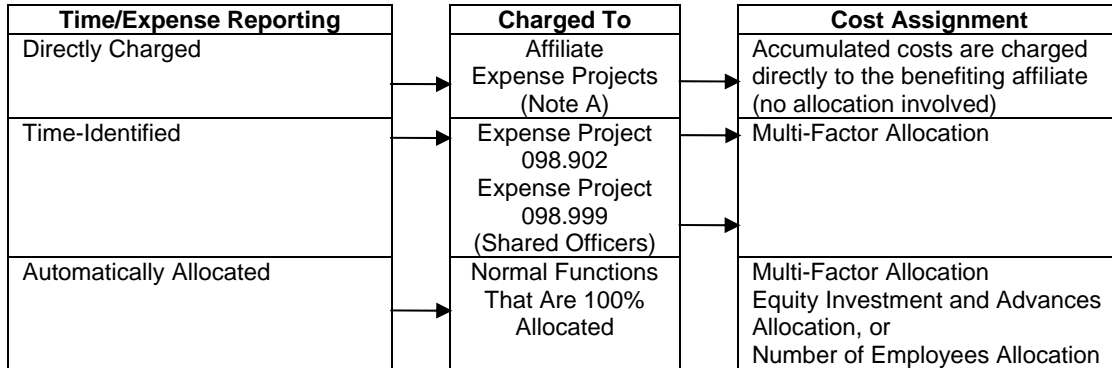 Time/Expense Reporting
Charged To
Cost Assignment
Directly Charged
Affiliate
Expense Projects
(Note A)
Accumulated costs are charged
directly to the benefiting affiliate
(no allocation involved)
Time-Identified
Expense Project
098.902
Expense Project
098.999
(Shared Officers)
Multi-Factor Allocation
Automatically Allocated
Normal Functions
That Are 100%
Allocated
Multi-Factor Allocation
Equity Investment and Advances
Allocation, or
Number of Employees Allocation